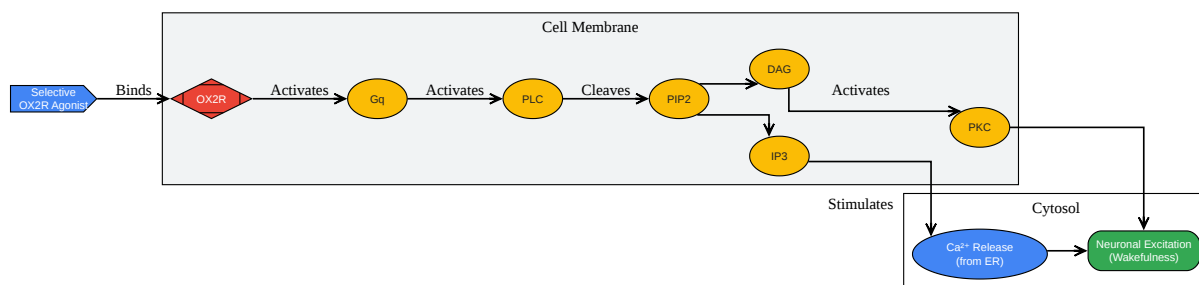 Cell Membrane
Selective
OX2R Agonist
Binds
OX2R
Activates
Gq
Activates
PLC
Cleaves
PIP2
DAG
Activates
PKC
IP3
Stimulates
Cytosol
Ca²⁺ Release
(from ER)
Neuronal Excitation
(Wakefulness)